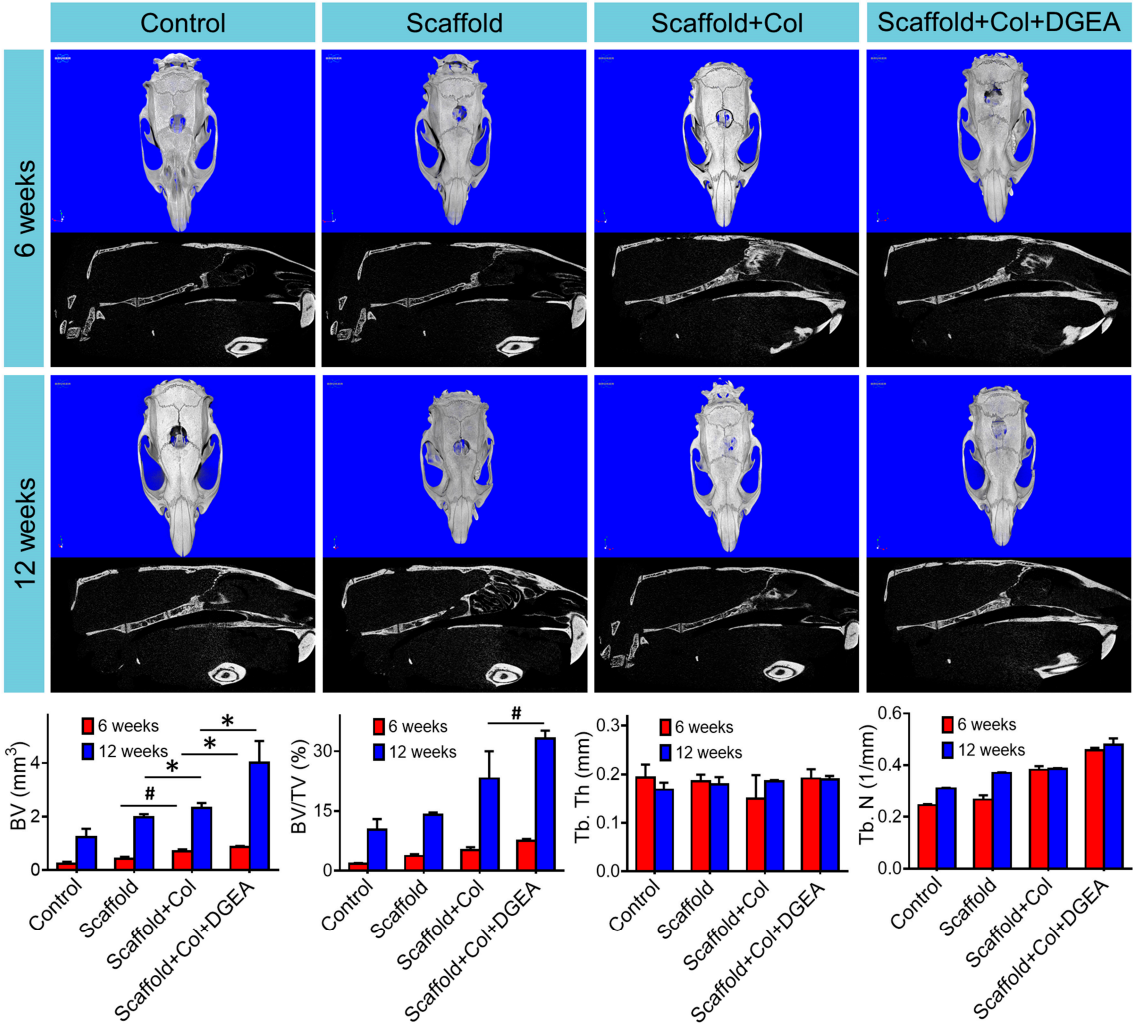 Control
Scaffold
Scaffold+Col
Scaffold+Col+DGEA
6 weeks
12 weeks
BV (mm³)
4
2
0
6 weeks
12 weeks
*
*
*
#
Control
Scaffold
Scaffold+Col
Scaffold+Col+DGEA
BV/TV (%)
30
15
0
6 weeks
12 weeks
#
Control
Scaffold
Scaffold+Col
Scaffold+Col+DGEA
Tb. Th (mm)
0.3
0.2
0.1
0.0
6 weeks
12 weeks
Control
Scaffold
Scaffold+Col
Scaffold+Col+DGEA
Tb. N (1/mm)
0.6
0.4
0.2
0.0
6 weeks
12 weeks
Control
Scaffold
Scaffold+Col
Scaffold+Col+DGEA